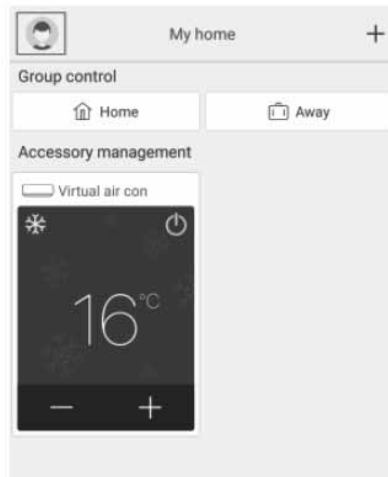 My home
Group control
Home
Away
Accessory management
Virtual air con
16°C